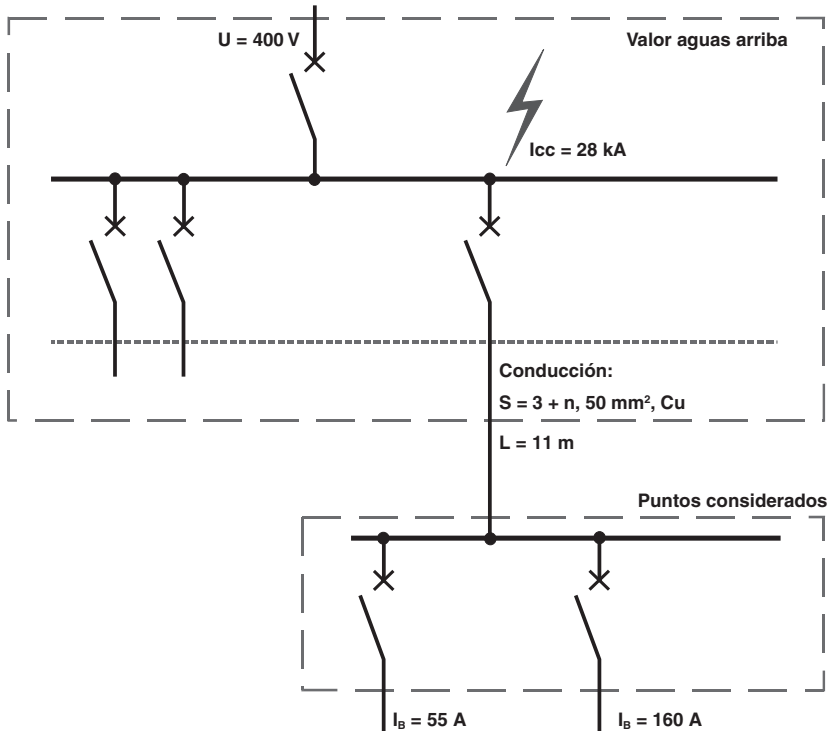 U = 400 V
Valor aguas arriba
Icc = 28 kA
Conducción:
S = 3 + n, 50 mm², Cu
L = 11 m
Puntos considerados
I_B = 55 A
I_B = 160 A